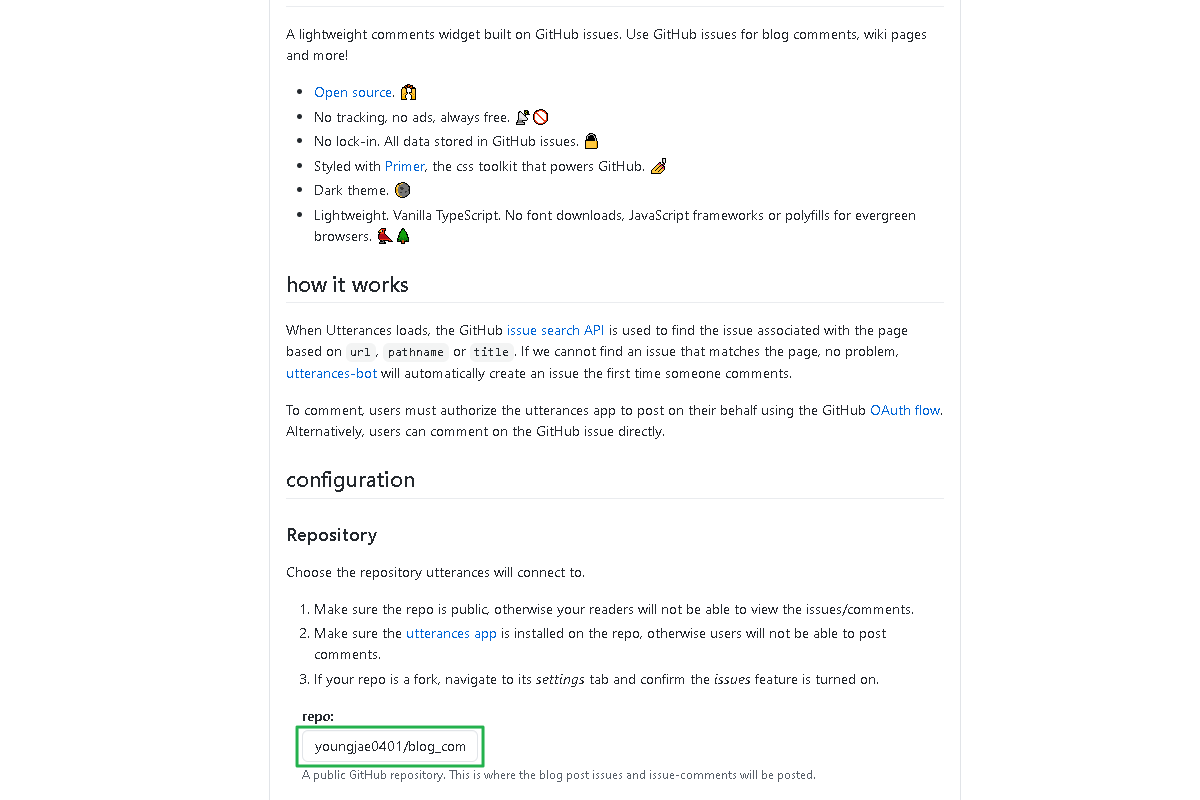 A lightweight comments widget built on GitHub issues. Use GitHub issues for blog comments, wiki pages
and more!
Open source.
No tracking, no ads, always free.
No lock-in. All data stored in GitHub issues.
Styled with Primer, the css toolkit that powers GitHub.
Dark theme.
Lightweight. Vanilla TypeScript. No font downloads, JavaScript frameworks or polyfills for evergreen
browsers.
how it works
When Utterances loads, the GitHub issue search API is used to find the issue associated with the page
based on url, pathname or title. If we cannot find an issue that matches the page, no problem,
utterances-bot will automatically create an issue the first time someone comments.
To comment, users must authorize the utterances app to post on their behalf using the GitHub OAuth flow.
Alternatively, users can comment on the GitHub issue directly.
configuration
Repository
Choose the repository utterances will connect to.
1. Make sure the repo is public, otherwise your readers will not be able to view the issues/comments.
2. Make sure the utterances app is installed on the repo, otherwise users will not be able to post
comments.
3. If your repo is a fork, navigate to its settings tab and confirm the issues feature is turned on.
repo:
youngjae0401/blog_com
A public GitHub repository. This is where the blog post issues and issue-comments will be posted.